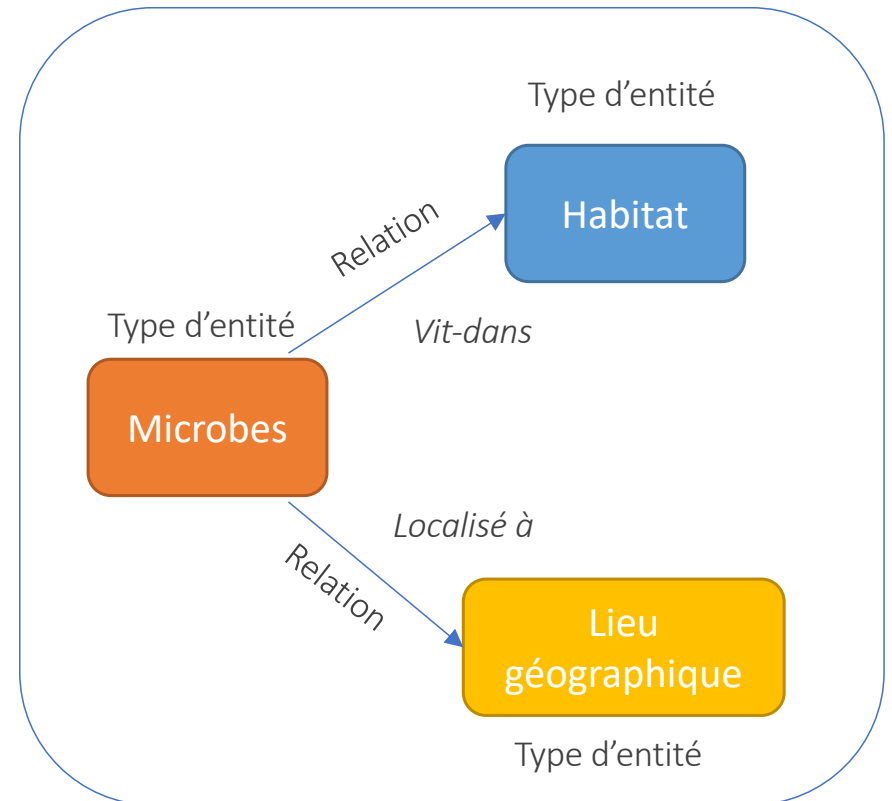 Type d'entité
Habitat
Relation
Vit-dans
Type d'entité
Microbes
Localisé à
Relation
Lieu
géographique
Type d'entité